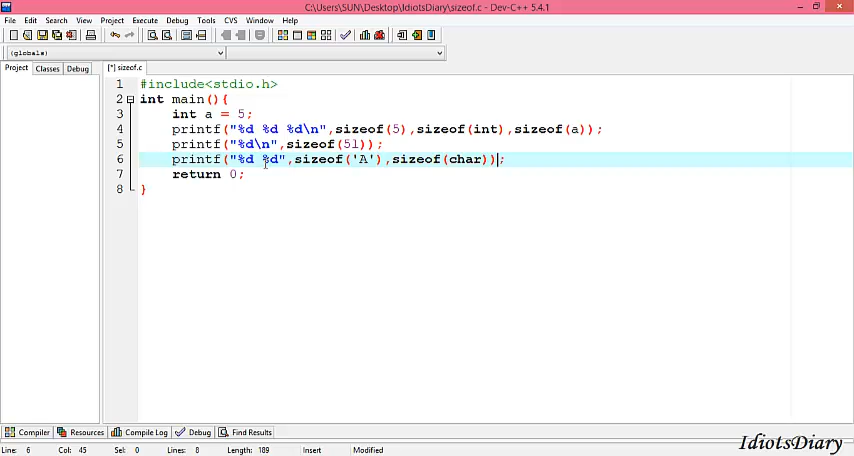 C:\Users\SUN\Desktop\IdiotsDiary\sizeof.c - Dev-C++ 5.4.1
File Edit Search View Project Execute Debug Tools CVS Window Help
(globals)
Project Classes Debug
[*] sizeof.c
1 #include<stdio.h>
2 int main(){
3 int a = 5;
4 printf("%d %d %d\n",sizeof(5),sizeof(int),sizeof(a));
5 printf("%d\n",sizeof(5l));
6 printf("%d %d",sizeof('A'),sizeof(char));
7 return 0;
8 }
Compiler Resources Compile Log Debug Find Results
Line: 6 Col: 45 Sel: 0 Lines: 8 Length: 189 Insert Modified
IdiotsDiary